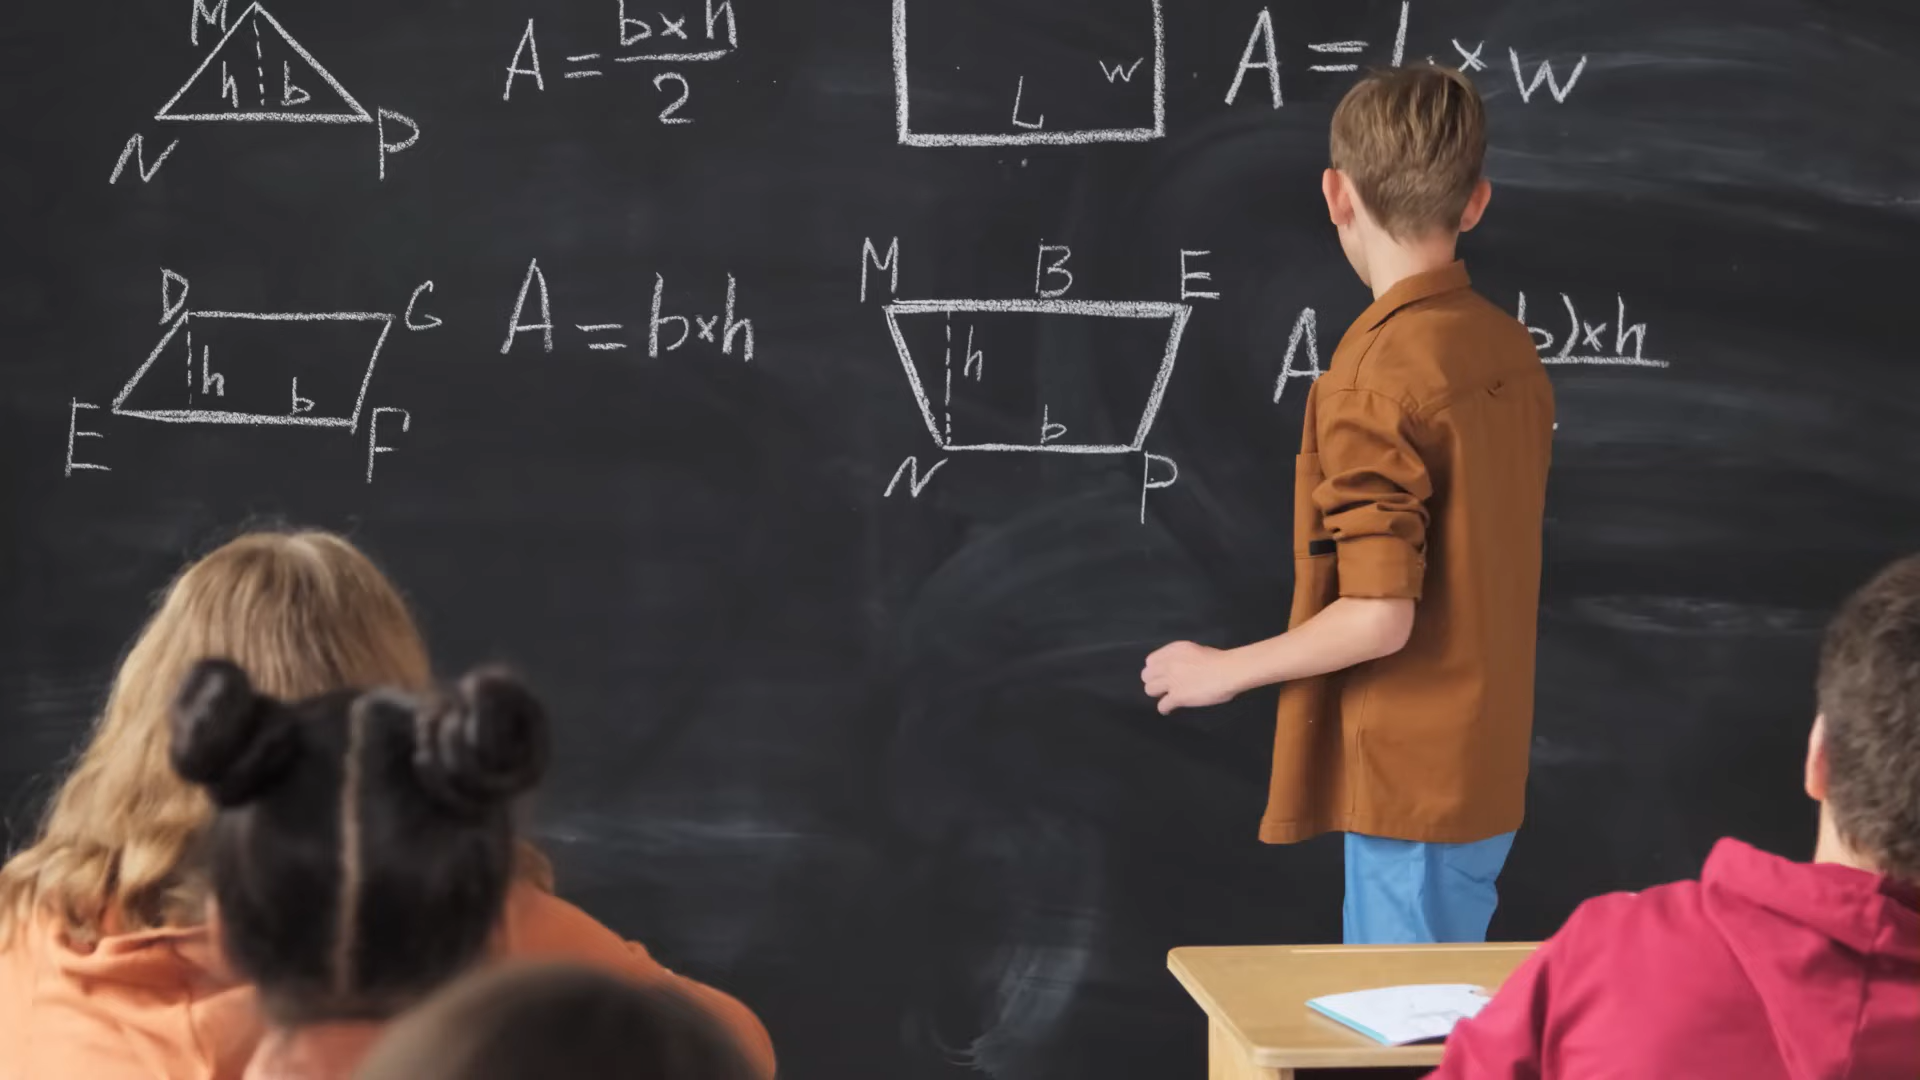 M
h b
N P
A = b×h / 2
w
L
A = × w
D G
h b
E F
A = b×h
M B E
h
b
N P
A b)×h